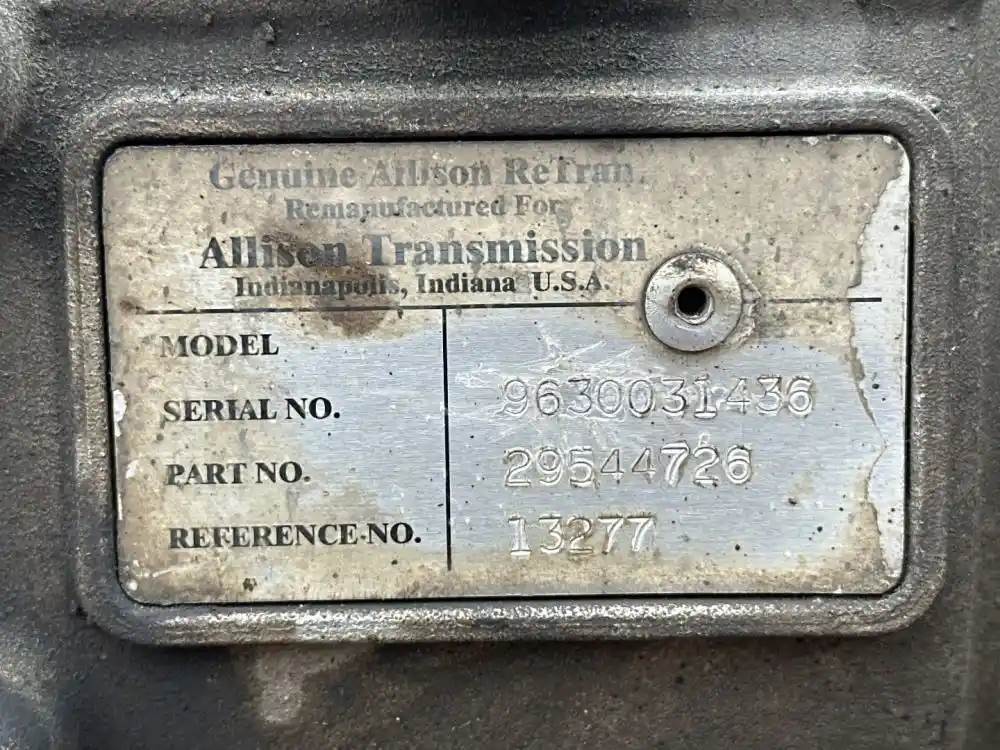 Genuine Allison ReTran.
Remanufactured For
Allison Transmission
Indianapolis, Indiana U.S.A.
MODEL
SERIAL NO. 9630031436
PART NO. 29544726
REFERENCE NO. 13277